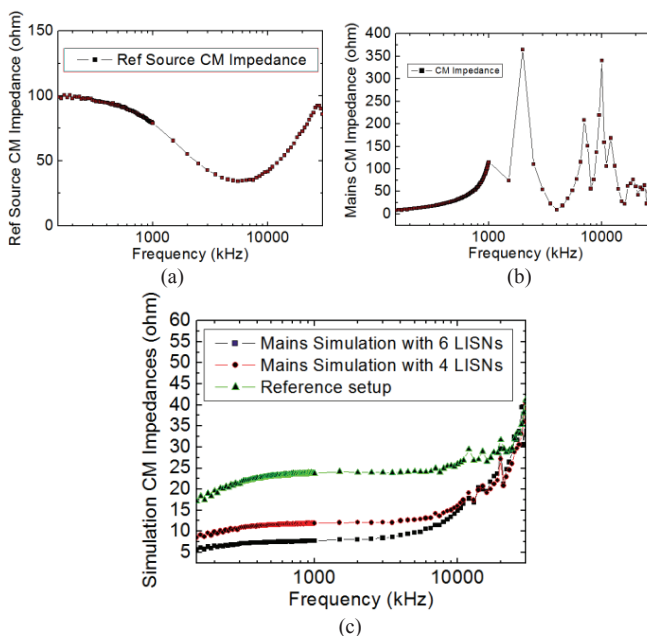 150
100
50
0
Ref Source CM Impedance (ohm)
Ref Source CM Impedance
1000
10000
Frequency (kHz)
(a)
400
350
300
250
200
150
100
50
0
Mains CM Impedance (ohm)
CM Impedance
1000
10000
Frequency (kHz)
(b)
60
55
50
45
40
35
30
25
20
15
10
5
Simulation CM Impedances (ohm)
Mains Simulation with 6 LISNs
Mains Simulation with 4 LISNs
Reference setup
1000
10000
Frequency (kHz)
(c)